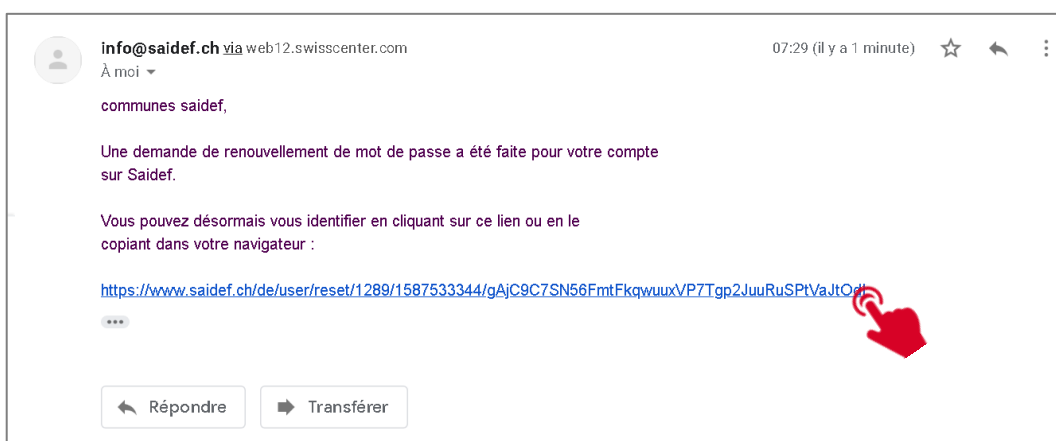 info@saidef.ch via web12.swisscenter.com 07:29 (il y a 1 minute)
À moi
communes saidef,
Une demande de renouvellement de mot de passe a été faite pour votre compte
sur Saidef.
Vous pouvez désormais vous identifier en cliquant sur ce lien ou en le
copiant dans votre navigateur :
https://www.saidef.ch/de/user/reset/1289/1587533344/gAjC9C7SN56FmtFkqwuuxVP7Tgp2JuuRuSPtVaJtOdI
Répondre
Transférer